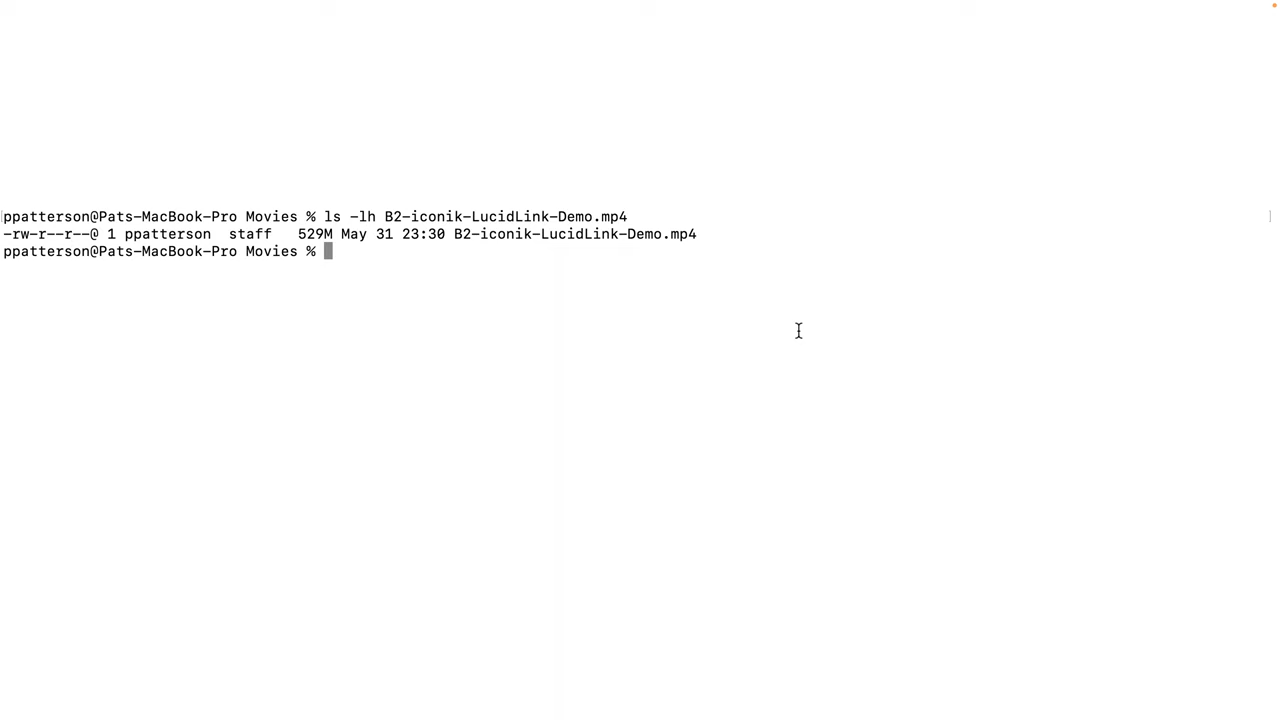 ppatterson@Pats-MacBook-Pro Movies % ls -lh B2-iconik-LucidLink-Demo.mp4
-rw-r--r--@ 1 ppatterson  staff   529M May 31 23:30 B2-iconik-LucidLink-Demo.mp4
ppatterson@Pats-MacBook-Pro Movies %